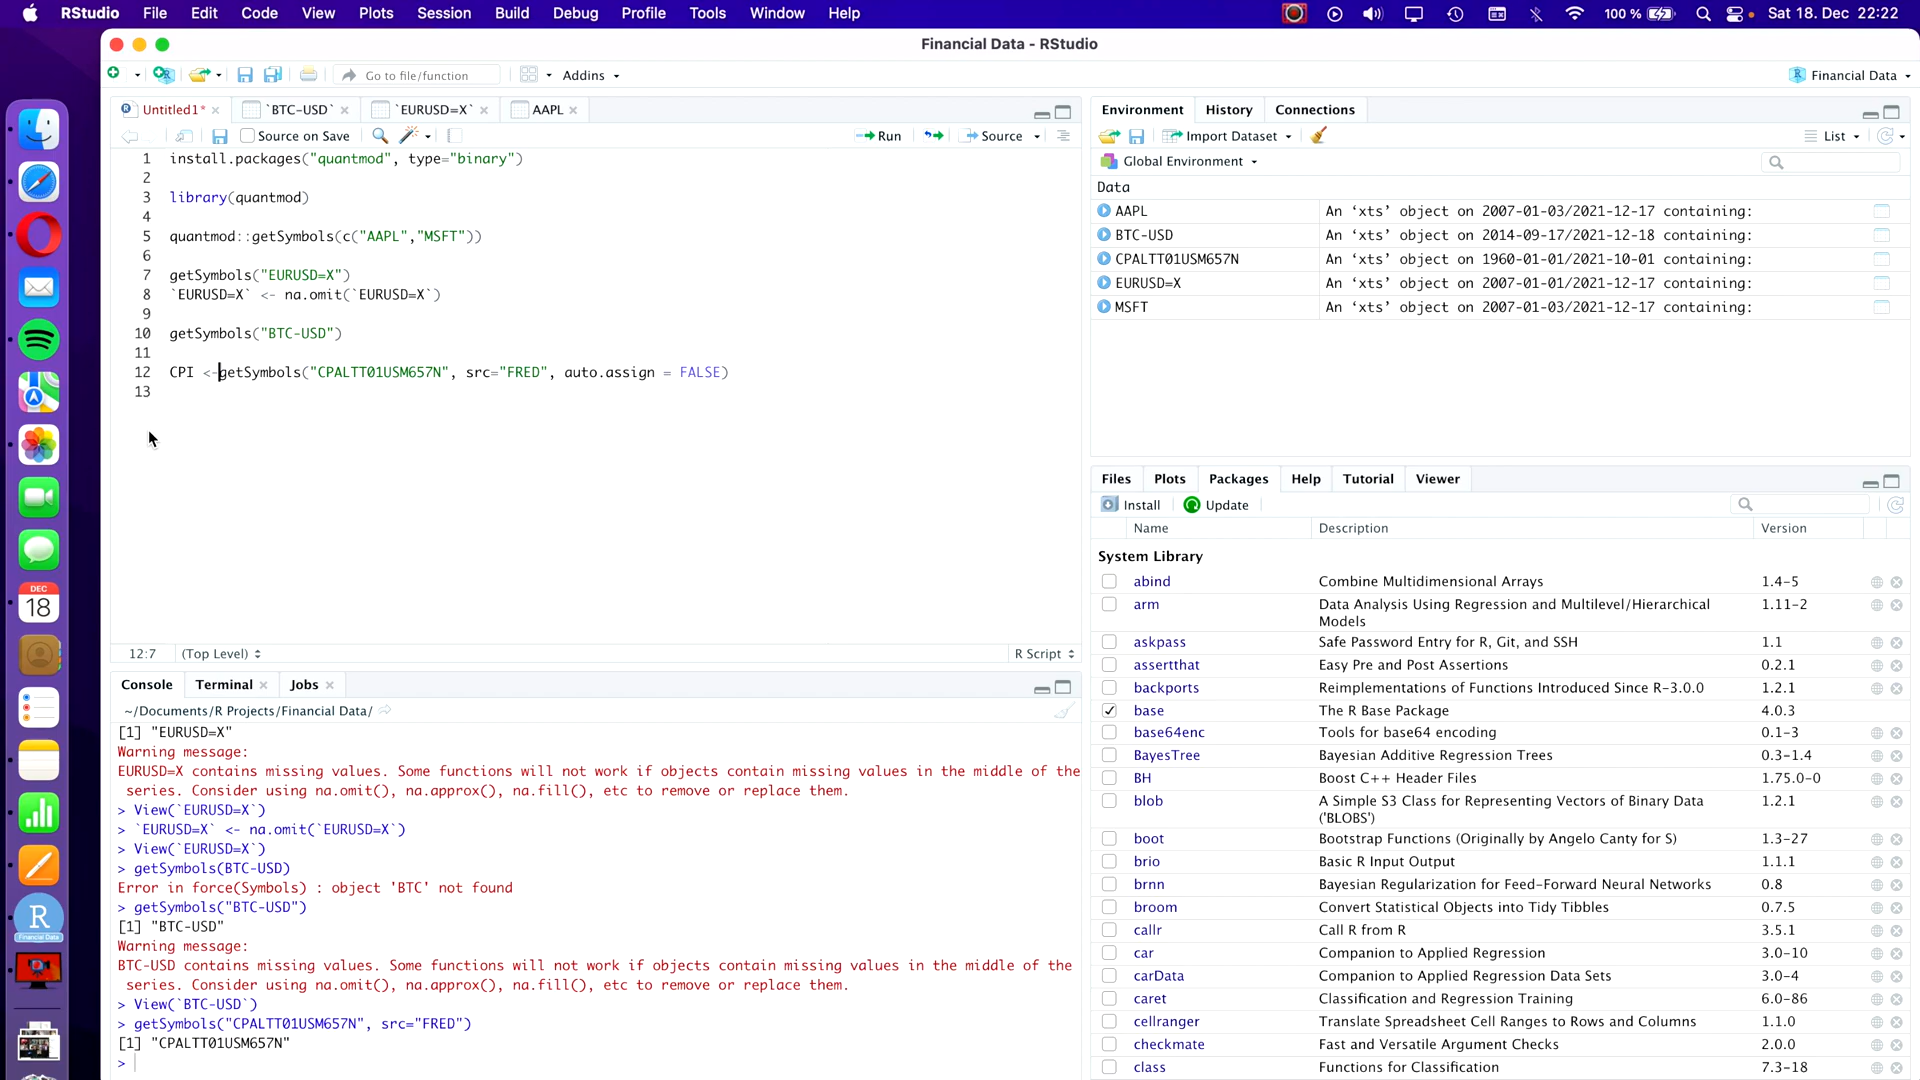 RStudio File Edit Code View Plots Session Build Debug Profile Tools Window Help 100 % Sat 18. Dec 22:22
Financial Data - RStudio
Go to file/function Addins Financial Data
Untitled1* `BTC-USD` `EURUSD=X` AAPL
Source on Save Run Source
1 install.packages("quantmod", type="binary")
2
3 library(quantmod)
4
5 quantmod::getSymbols(c("AAPL","MSFT"))
6
7 getSymbols("EURUSD=X")
8 `EURUSD=X` <- na.omit(`EURUSD=X`)
9
10 getSymbols("BTC-USD")
11
12 CPI <-getSymbols("CPALTT01USM657N", src="FRED", auto.assign = FALSE)
13
12:7 (Top Level) R Script
Console Terminal Jobs
~/Documents/R Projects/Financial Data/
[1] "EURUSD=X"
Warning message:
EURUSD=X contains missing values. Some functions will not work if objects contain missing values in the middle of the
series. Consider using na.omit(), na.approx(), na.fill(), etc to remove or replace them.
> View(`EURUSD=X`)
> `EURUSD=X` <- na.omit(`EURUSD=X`)
> View(`EURUSD=X`)
> getSymbols(BTC-USD)
Error in force(Symbols) : object 'BTC' not found
> getSymbols("BTC-USD")
[1] "BTC-USD"
Warning message:
BTC-USD contains missing values. Some functions will not work if objects contain missing values in the middle of the
series. Consider using na.omit(), na.approx(), na.fill(), etc to remove or replace them.
> View(`BTC-USD`)
> getSymbols("CPALTT01USM657N", src="FRED")
[1] "CPALTT01USM657N"
>
Environment History Connections
Import Dataset List
Global Environment
Data
AAPL An ‘xts’ object on 2007-01-03/2021-12-17 containing:
BTC-USD An ‘xts’ object on 2014-09-17/2021-12-18 containing:
CPALTT01USM657N An ‘xts’ object on 1960-01-01/2021-10-01 containing:
EURUSD=X An ‘xts’ object on 2007-01-01/2021-12-17 containing:
MSFT An ‘xts’ object on 2007-01-03/2021-12-17 containing:
Files Plots Packages Help Tutorial Viewer
Install Update
Name Description Version
System Library
abind Combine Multidimensional Arrays 1.4-5
arm Data Analysis Using Regression and Multilevel/Hierarchical 1.11-2
Models
askpass Safe Password Entry for R, Git, and SSH 1.1
assertthat Easy Pre and Post Assertions 0.2.1
backports Reimplementations of Functions Introduced Since R-3.0.0 1.2.1
base The R Base Package 4.0.3
base64enc Tools for base64 encoding 0.1-3
BayesTree Bayesian Additive Regression Trees 0.3-1.4
BH Boost C++ Header Files 1.75.0-0
blob A Simple S3 Class for Representing Vectors of Binary Data 1.2.1
('BLOBS')
boot Bootstrap Functions (Originally by Angelo Canty for S) 1.3-27
brio Basic R Input Output 1.1.1
brnn Bayesian Regularization for Feed-Forward Neural Networks 0.8
broom Convert Statistical Objects into Tidy Tibbles 0.7.5
callr Call R from R 3.5.1
car Companion to Applied Regression 3.0-10
carData Companion to Applied Regression Data Sets 3.0-4
caret Classification and Regression Training 6.0-86
cellranger Translate Spreadsheet Cell Ranges to Rows and Columns 1.1.0
checkmate Fast and Versatile Argument Checks 2.0.0
class Functions for Classification 7.3-18
DEC
18
R
Financial Data